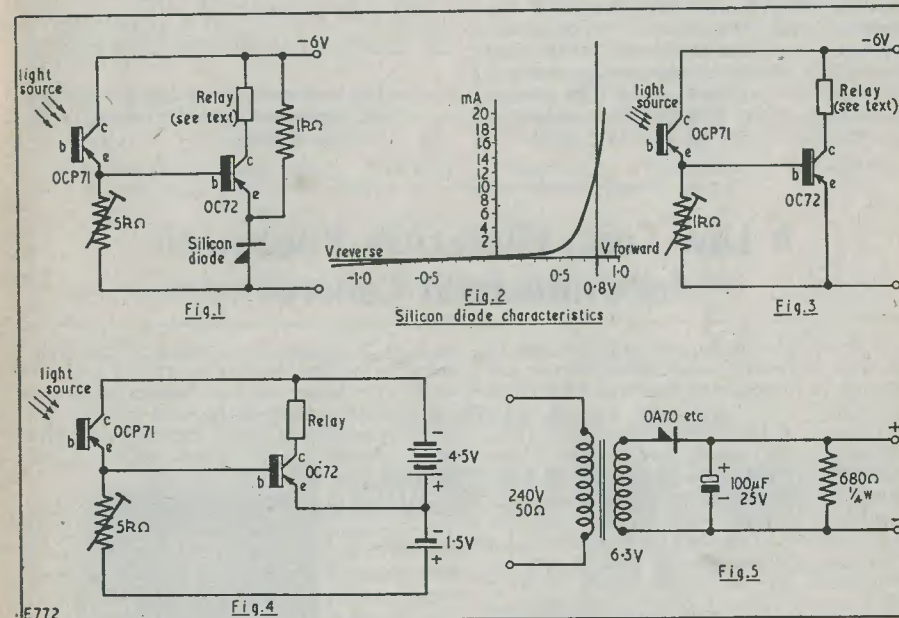 -6V
light
source
c
b
e
OCP71
Relay
(see text)
1kΩ
c
b
e
OC72
5kΩ
Silicon
diode
Fig.1
mA
20
18
16
14
12
10
8
6
4
2
V reverse
V forward
-1·0
-0·5
0·5
1·0
0·8V
Fig.2
Silicon diode characteristics
-6V
light
source
c
b
e
OCP71
Relay
(see text)
c
b
e
OC72
1kΩ
Fig.3
light
source
c
b
e
OCP71
Relay
c
b
e
OC72
5kΩ
-
4·5V
+
-
1·5V
+
Fig.4
240V
50Ω
6·3V
OA70 etc
+
100µF
- 25V
680Ω
¼W
+
-
Fig.5
E772